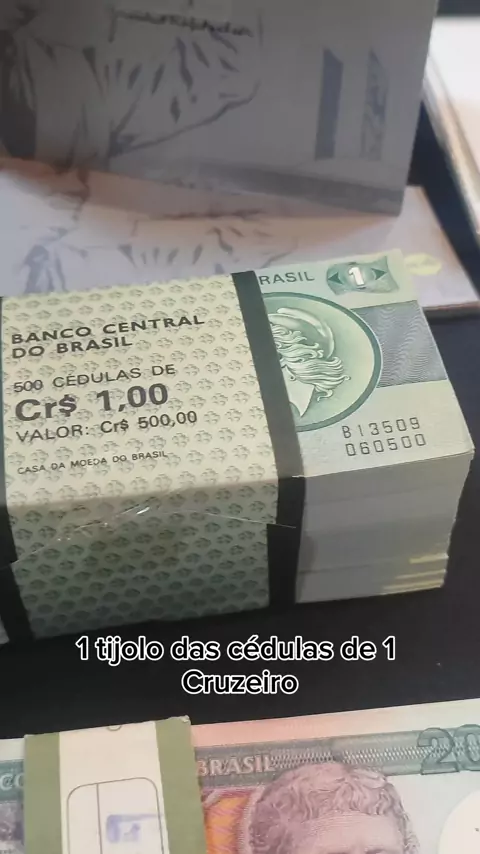 RASIL 1
BANCO CENTRAL
DO BRASIL
500 CÉDULAS DE
Cr$ 1,00
VALOR: Cr$ 500,00
CASA DA MOEDA DO BRASIL
B13509
060500
1 tijolo das cédulas de 1
Cruzeiro
BRASIL 20